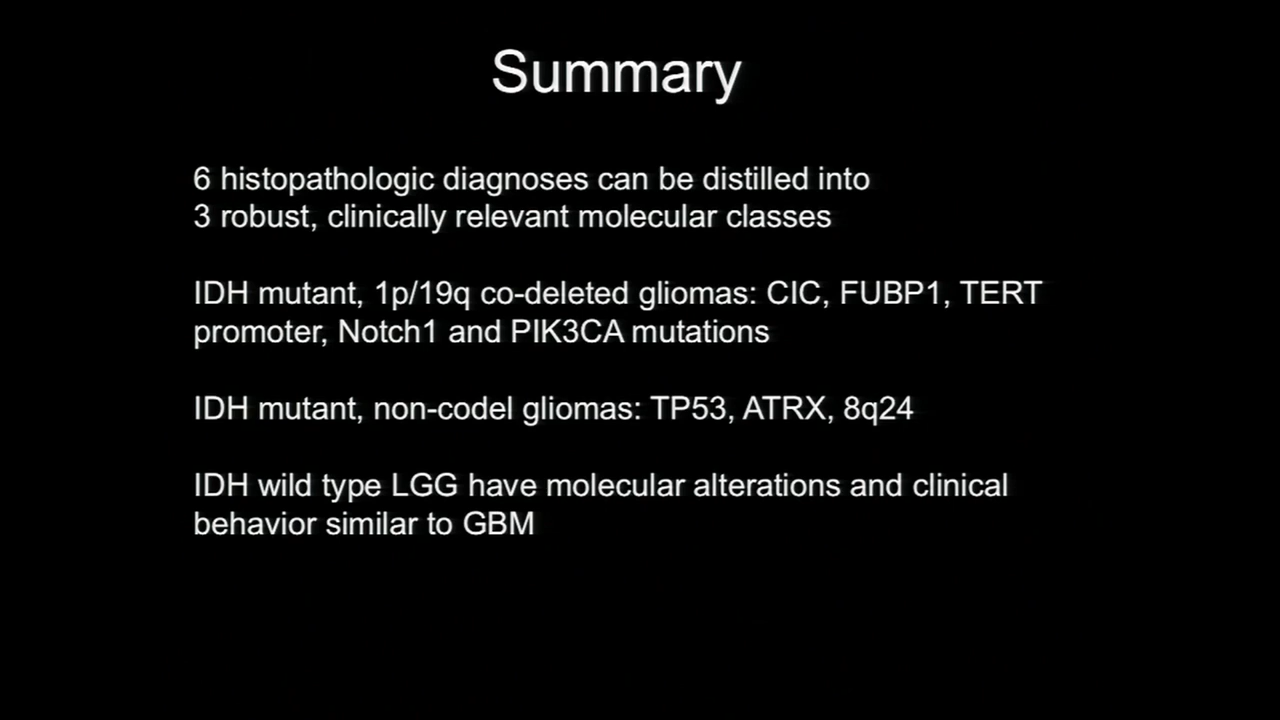 Summary
6 histopathologic diagnoses can be distilled into
3 robust, clinically relevant molecular classes
IDH mutant, 1p/19q co-deleted gliomas: CIC, FUBP1, TERT
promoter, Notch1 and PIK3CA mutations
IDH mutant, non-codel gliomas: TP53, ATRX, 8q24
IDH wild type LGG have molecular alterations and clinical
behavior similar to GBM